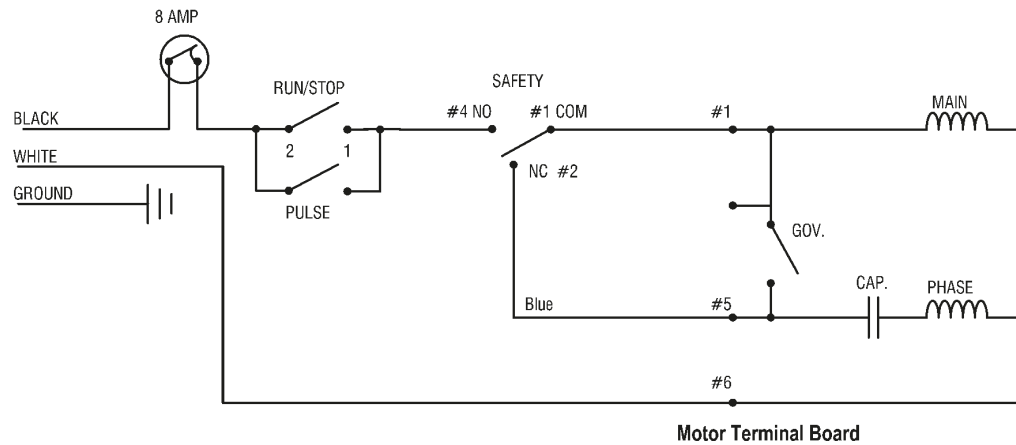 8 AMP
RUN/STOP
SAFETY
#4 NO
#1 COM
#1
MAIN
BLACK
2
1
WHITE
NC #2
GROUND
PULSE
GOV.
CAP.
PHASE
Blue
#5
#6
Motor Terminal Board